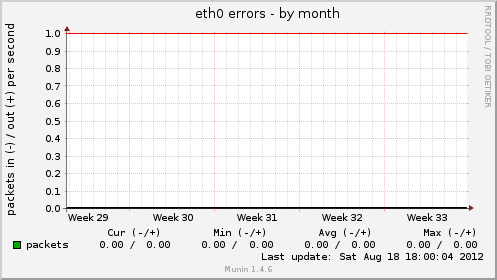 eth0 errors - by month
RRDTOOL / TOBI OETIKER
packets in (-) / out (+) per second
1.0
0.9
0.8
0.7
0.6
0.5
0.4
0.3
0.2
0.1
0.0
Week 29 Week 30 Week 31 Week 32 Week 33
Cur (-/+) Min (-/+) Avg (-/+) Max (-/+)
packets 0.00 / 0.00 0.00 / 0.00 0.00 / 0.00 0.00 / 0.00
Last update: Sat Aug 18 18:00:04 2012
Munin 1.4.6